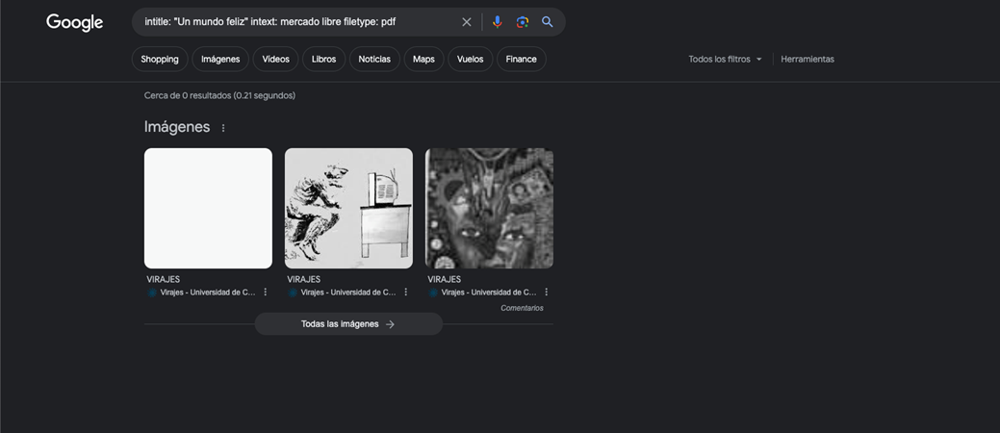 Google intitle: "Un mundo feliz" intext: mercado libre filetype: pdf
Shopping Imágenes Vídeos Libros Noticias Maps Vuelos Finance Todos los filtros Herramientas
Cerca de 0 resultados (0.21 segundos)
Imágenes
VIRAJES VIRAJES VIRAJES
Virajes - Universidad de C... Virajes - Universidad de C... Virajes - Universidad de C...
Comentarios
Todas las imágenes